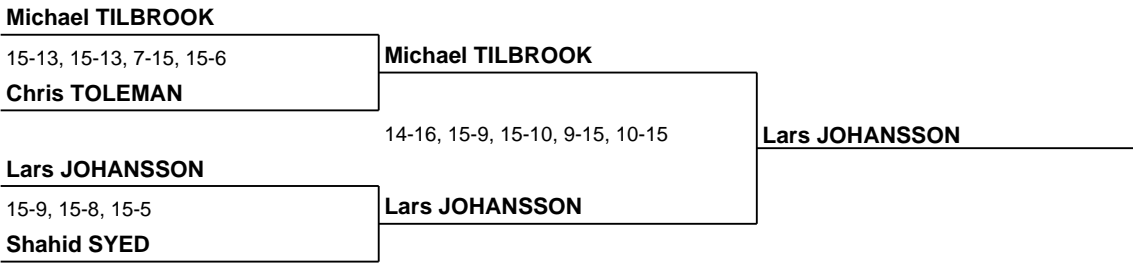 Michael TILBROOK
15-13, 15-13, 7-15, 15-6
Chris TOLEMAN
Michael TILBROOK
14-16, 15-9, 15-10, 9-15, 10-15
Lars JOHANSSON
Lars JOHANSSON
15-9, 15-8, 15-5
Shahid SYED
Lars JOHANSSON